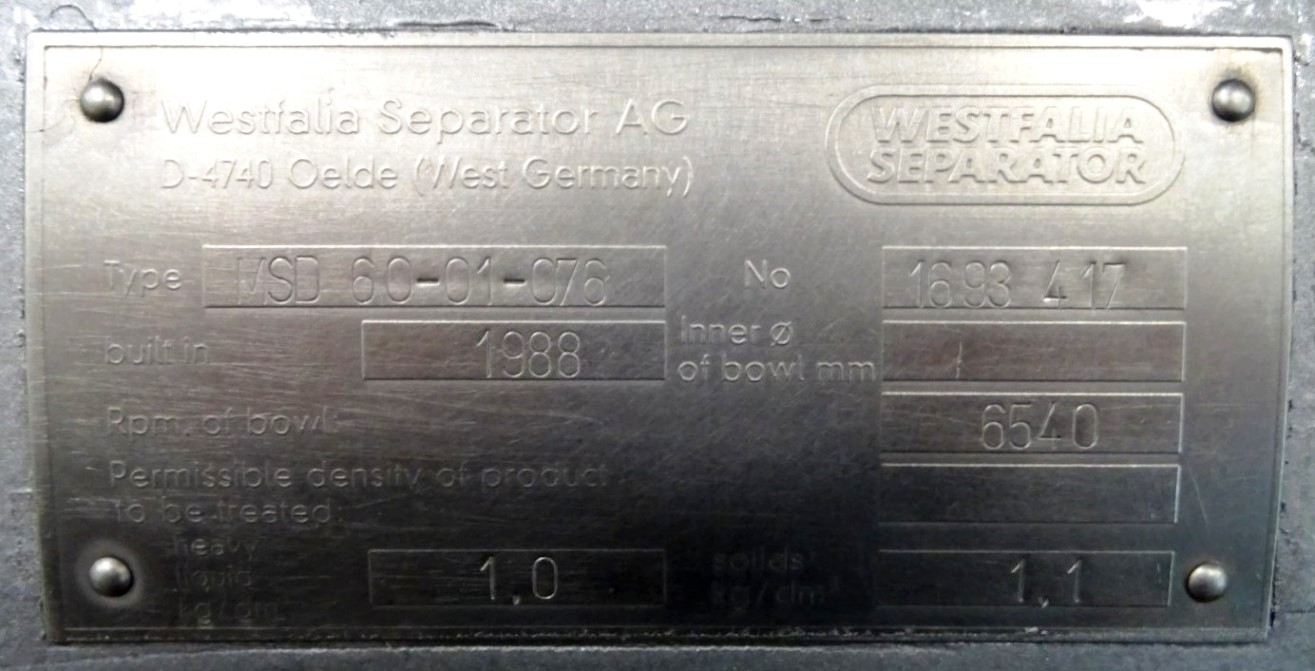 Westfalia Separator AG
D-4740 Oelde (West Germany)
WESTFALIA
SEPARATOR
Type MSD 60-01-076 No 1693 417
built in 1988 Inner ø
of bowl mm
Rpm. of bowl: 6540
Permissible density of product
to be treated:
heavy
liquid
kg/dm³ 1,0 solids
kg/dm³ 1,1